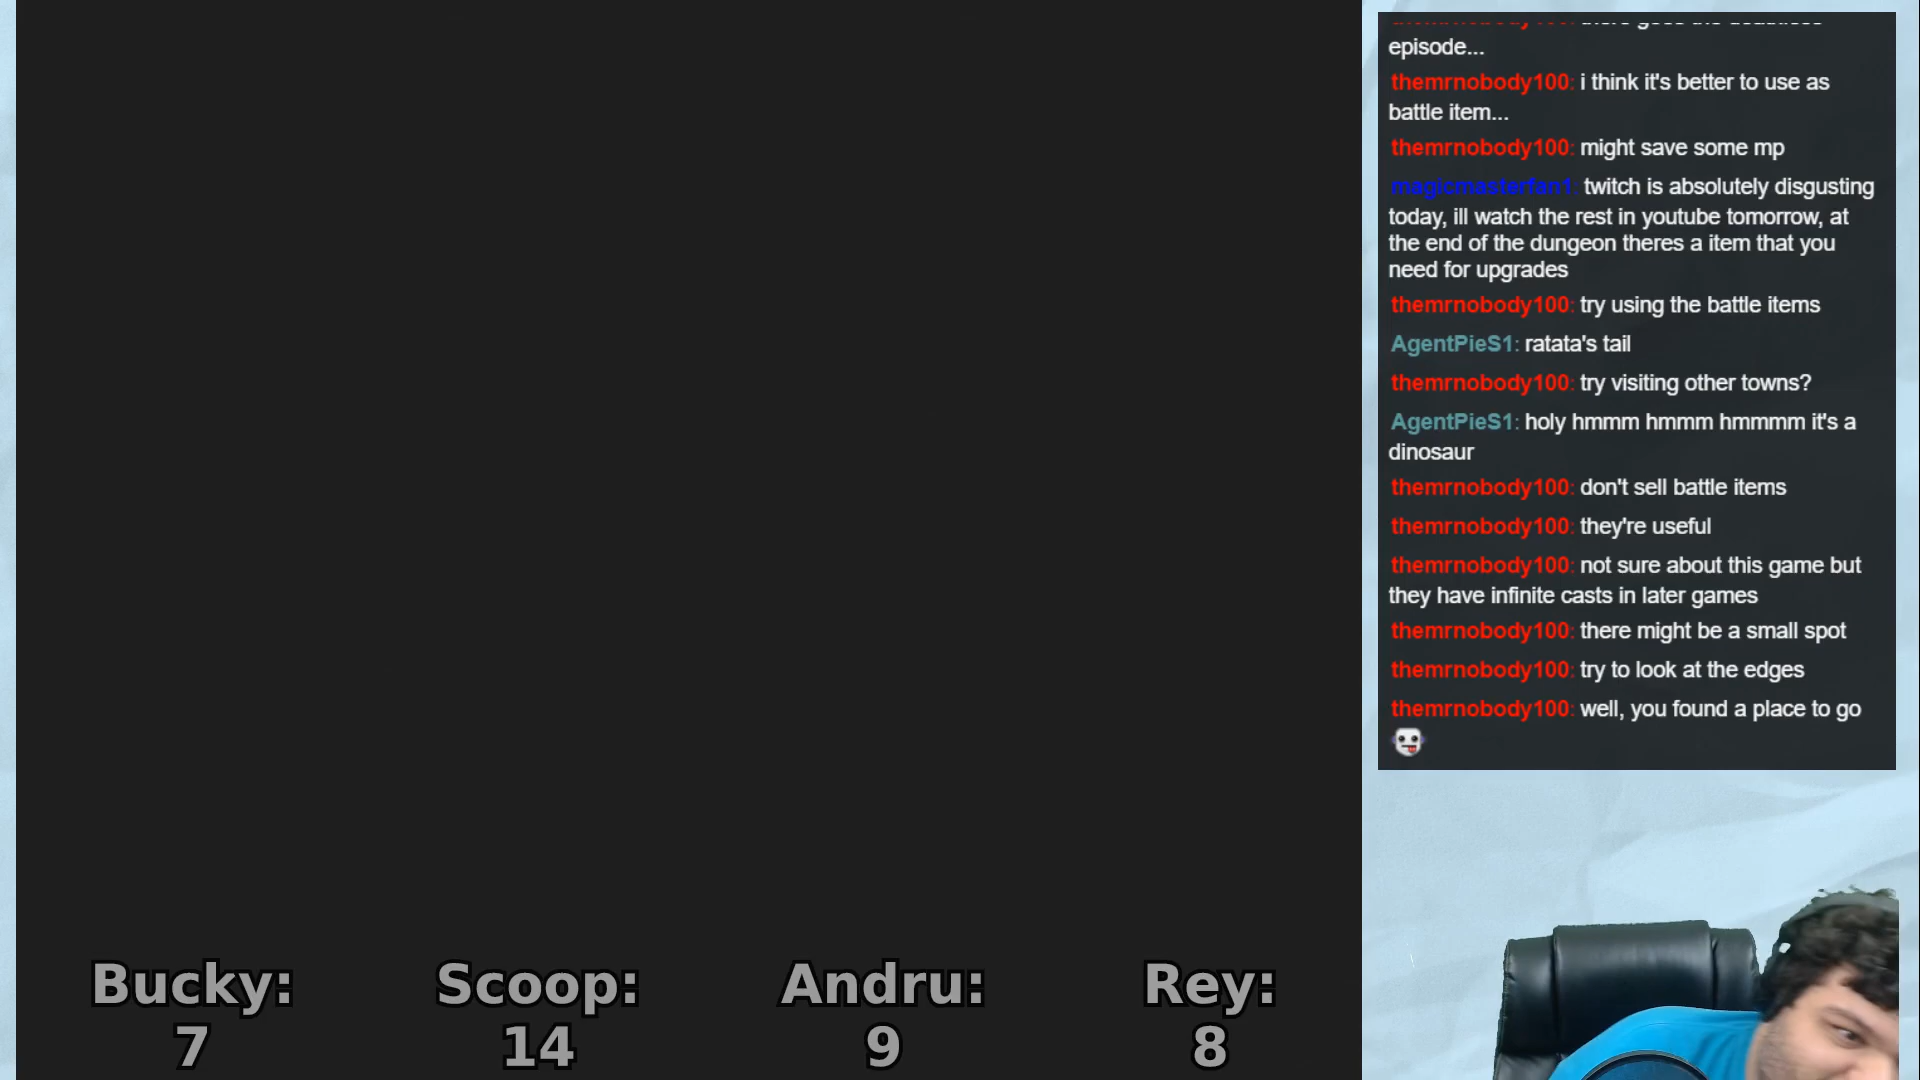 episode...
themrnobody100: i think it's better to use as
battle item...
themrnobody100: might save some mp
magicmasterfan1: twitch is absolutely disgusting
today, ill watch the rest in youtube tomorrow, at
the end of the dungeon theres a item that you
need for upgrades
themrnobody100: try using the battle items
AgentPieS1: ratata's tail
themrnobody100: try visiting other towns?
AgentPieS1: holy hmmm hmmm hmmmm it's a
dinosaur
themrnobody100: don't sell battle items
themrnobody100: they're useful
themrnobody100: not sure about this game but
they have infinite casts in later games
themrnobody100: there might be a small spot
themrnobody100: try to look at the edges
themrnobody100: well, you found a place to go
Bucky: Scoop: Andru: Rey:
7 14 9 8